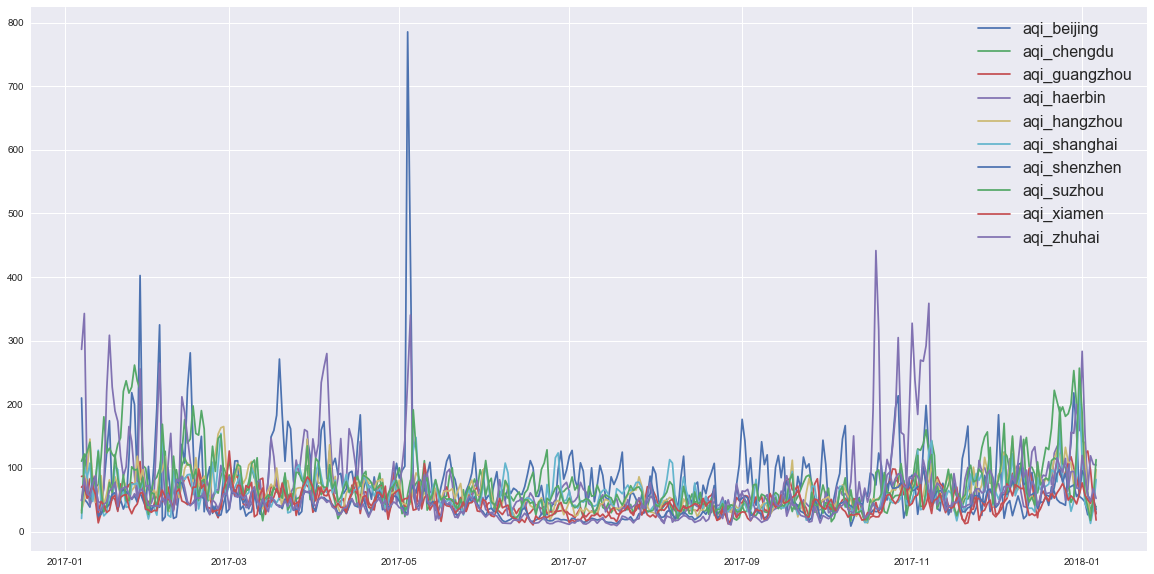 800
700
600
500
400
300
200
100
0
2017-01
2017-03
2017-05
2017-07
2017-09
2017-11
2018-01
aqi_beijing
aqi_chengdu
aqi_guangzhou
aqi_haerbin
aqi_hangzhou
aqi_shanghai
aqi_shenzhen
aqi_suzhou
aqi_xiamen
aqi_zhuhai